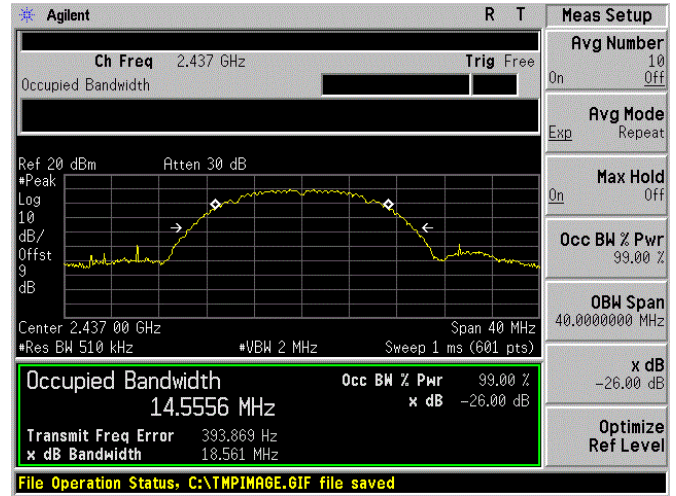 Agilent R T
Ch Freq 2.437 GHz Trig Free
Occupied Bandwidth
Ref 20 dBm Atten 30 dB
#Peak
Log
10
dB/
Offst
9
dB
Center 2.437 00 GHz Span 40 MHz
#Res BW 510 kHz #VBW 2 MHz Sweep 1 ms (601 pts)
Occupied Bandwidth Occ BW % Pwr 99.00 %
14.5556 MHz x dB -26.00 dB
Transmit Freq Error 393.869 Hz
x dB Bandwidth 18.561 MHz
File Operation Status, C:\TMPIMAGE.GIF file saved
Meas Setup
Avg Number
10
On Off
Avg Mode
Exp Repeat
Max Hold
On Off
Occ BW % Pwr
99.00 %
OBW Span
40.0000000 MHz
x dB
-26.00 dB
Optimize
Ref Level